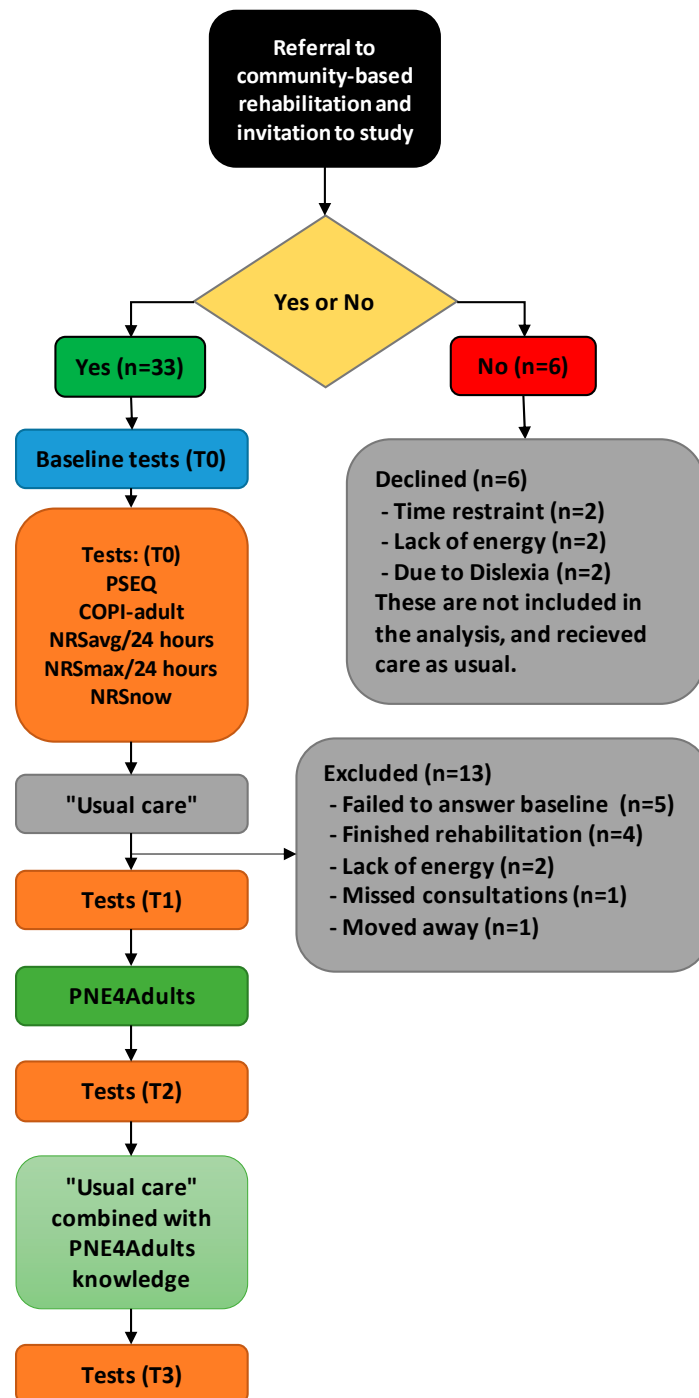 Referral to
community-based
rehabilitation and
invitation to study
Yes or No
Yes (n=33)
No (n=6)
Baseline tests (T0)
Declined (n=6)
- Time restraint (n=2)
- Lack of energy (n=2)
- Due to Dislexia (n=2)
These are not included in
the analysis, and recieved
care as usual.
Tests: (T0)
PSEQ
COPI-adult
NRSavg/24 hours
NRSmax/24 hours
NRSnow
"Usual care"
Excluded (n=13)
- Failed to answer baseline (n=5)
- Finished rehabilitation (n=4)
- Lack of energy (n=2)
- Missed consultations (n=1)
- Moved away (n=1)
Tests (T1)
PNE4Adults
Tests (T2)
"Usual care"
combined with
PNE4Adults
knowledge
Tests (T3)